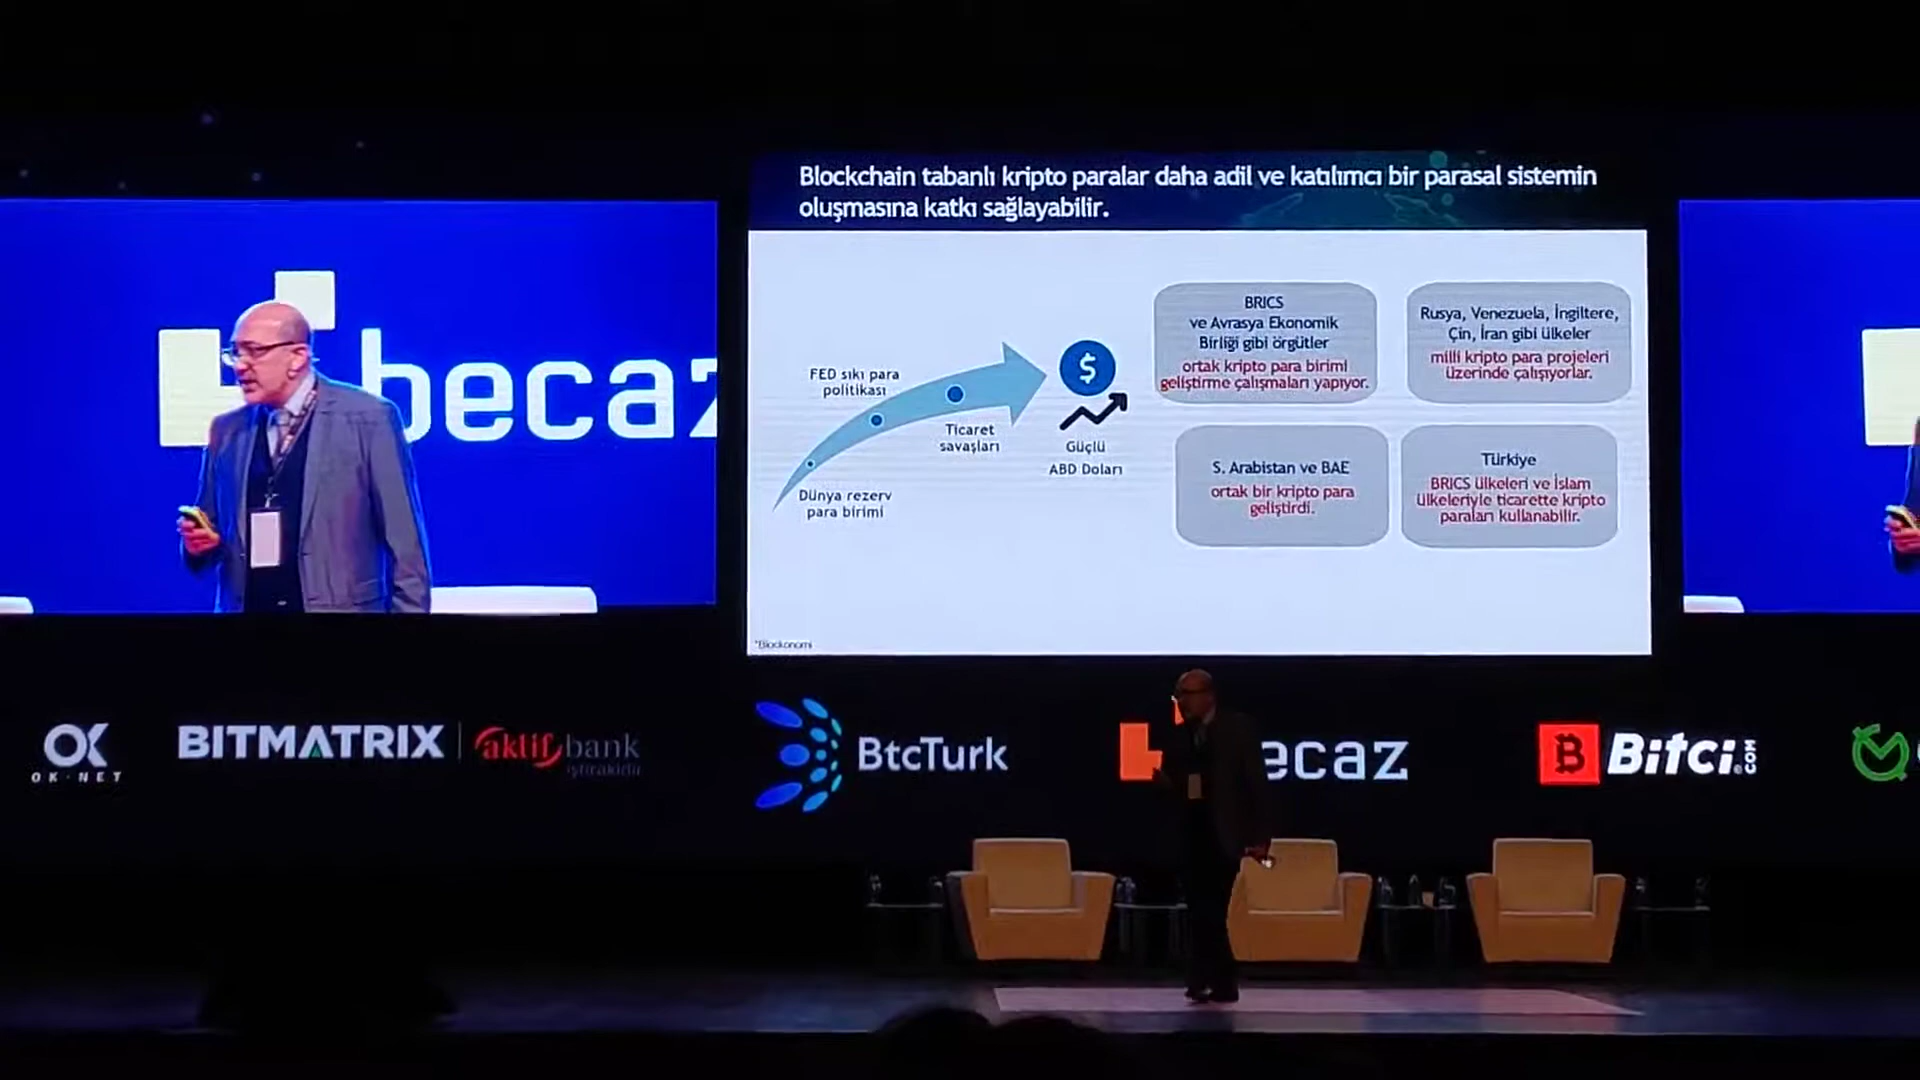 Blockchain tabanlı kripto paralar daha adil ve katılımcı bir parasal sistemin
oluşmasına katkı sağlayabilir.
becaz
FED sıkı para
politikası
Ticaret
savaşları
Dünya rezerv
para birimi
$
Güçlü
ABD Doları
BRICS
ve Avrasya Ekonomik
Birliği gibi örgütler
ortak kripto para birimi
geliştirme çalışmaları yapıyor.
Rusya, Venezuela, İngiltere,
Çin, İran gibi ülkeler
milli kripto para projeleri
üzerinde çalışıyorlar.
S. Arabistan ve BAE
ortak bir kripto para
geliştirdi.
Türkiye
BRICS ülkeleri ve İslam
ülkeleriyle ticarette kripto
paraları kullanabilir.
*Blockonomi
OK
OK-NET
BITMATRIX
aktifbank
iştirakidir
BtcTurk
ecaz
Bitci.com